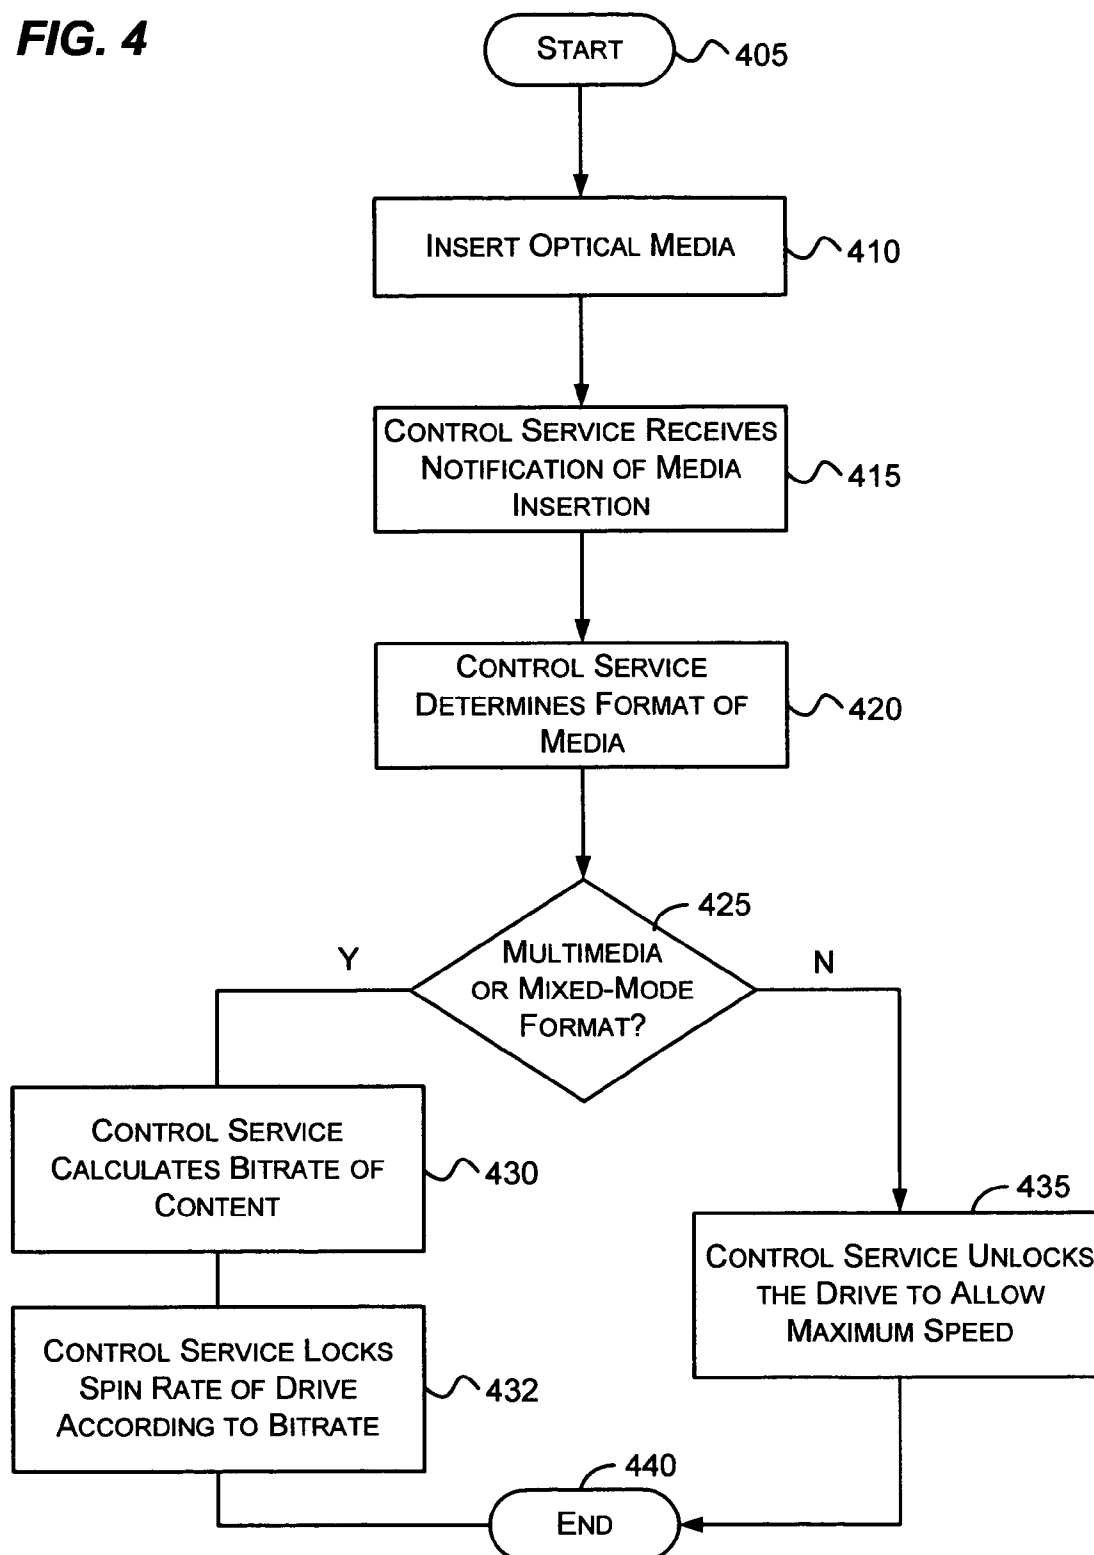 FIG. 4
START
405
INSERT OPTICAL MEDIA
410
CONTROL SERVICE RECEIVES
NOTIFICATION OF MEDIA
INSERTION
415
CONTROL SERVICE
DETERMINES FORMAT OF
MEDIA
420
425
Y
MULTIMEDIA
OR MIXED-MODE
FORMAT?
N
CONTROL SERVICE
CALCULATES BITRATE OF
CONTENT
430
435
CONTROL SERVICE UNLOCKS
THE DRIVE TO ALLOW
MAXIMUM SPEED
CONTROL SERVICE LOCKS
SPIN RATE OF DRIVE
ACCORDING TO BITRATE
432
440
END